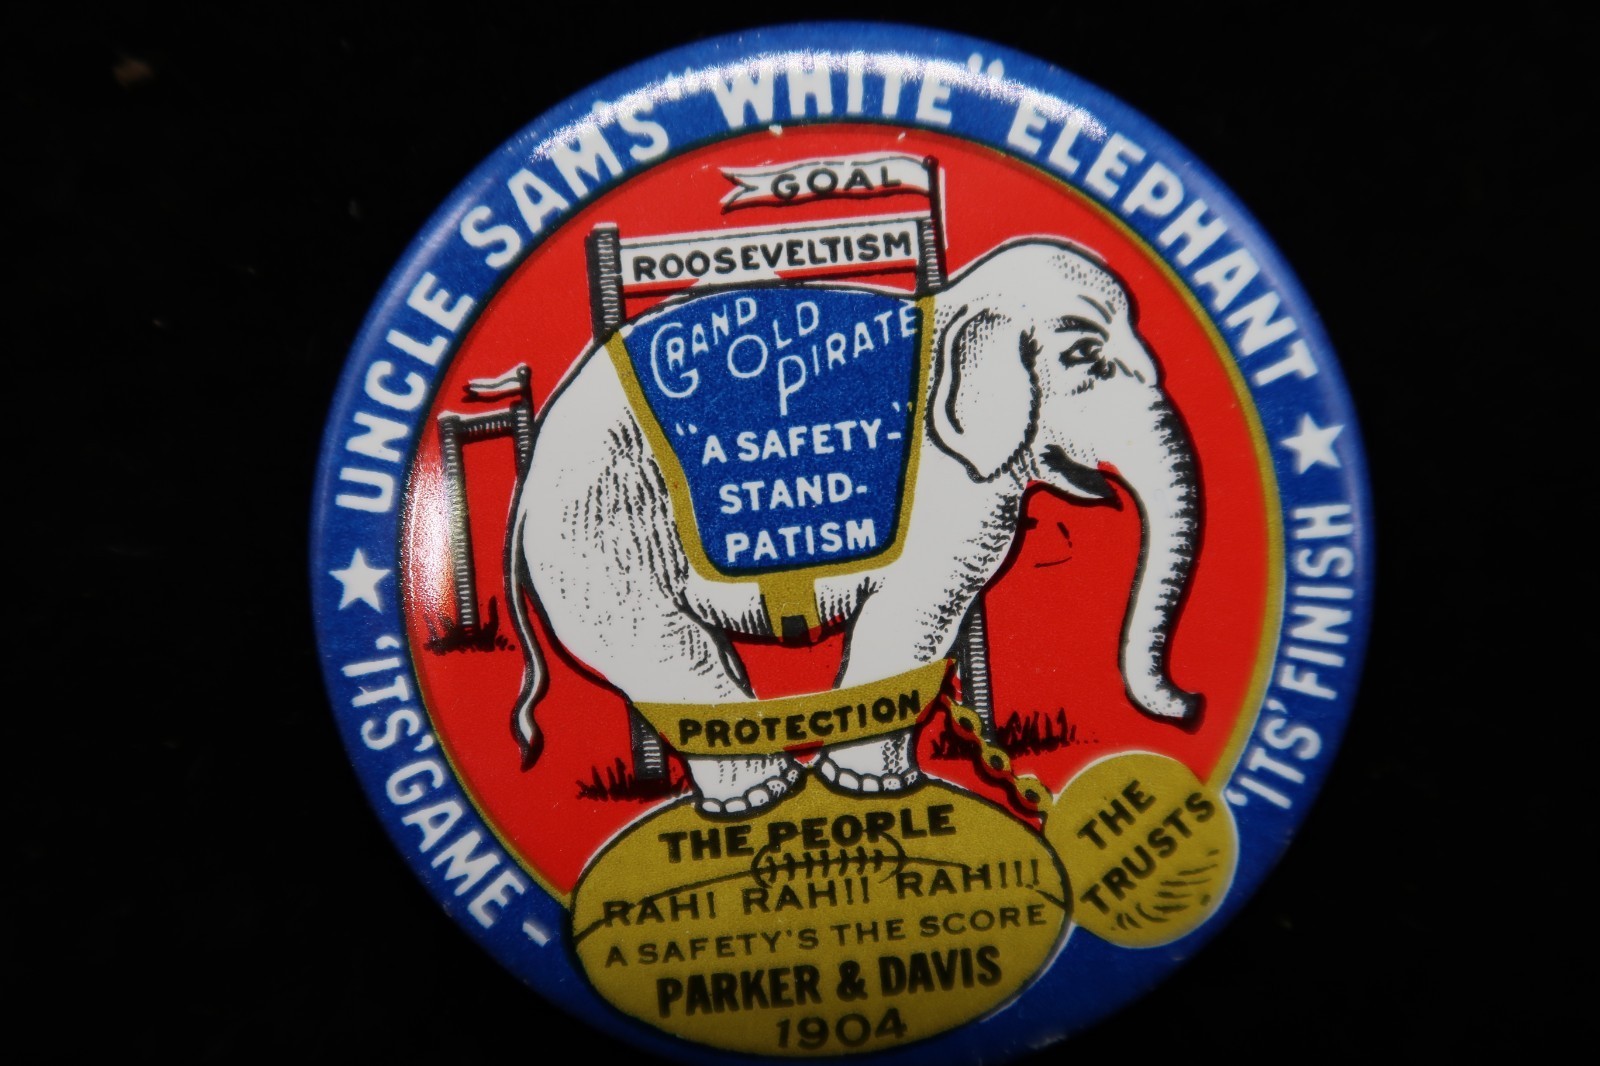 UNCLE SAM'S "WHITE" ELEPHANT
GOAL
ROOSEVELTISM
GRAND
OLD
PIRATE
"A SAFETY-"
STAND-
PATISM
PROTECTION
THE PEOPLE
RAH! RAH!! RAH!!!
A SAFETY'S THE SCORE
PARKER & DAVIS
1904
THE
TRUSTS
IT, 'ITS' GAME -
'ITS' FINISH